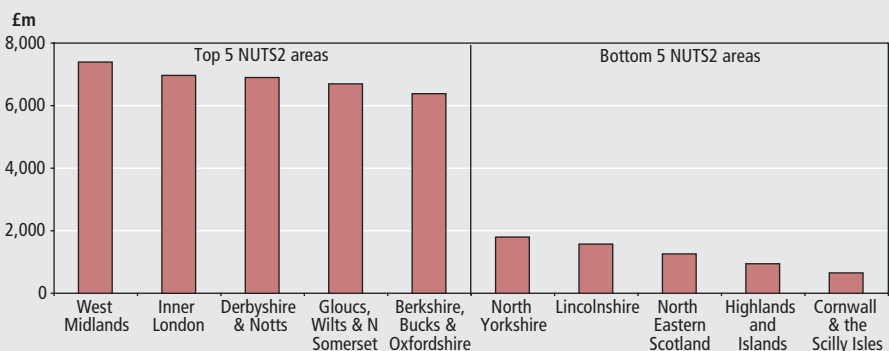 £m
8,000
Top 5 NUTS2 areas
Bottom 5 NUTS2 areas
6,000
4,000
2,000
0
West
Midlands
Inner
London
Derbyshire
& Notts
Gloucs,
Wilts & N
Somerset
Berkshire,
Bucks &
Oxfordshire
North
Yorkshire
Lincolnshire
North
Eastern
Scotland
Highlands
and
Islands
Cornwall
& the
Scilly Isles